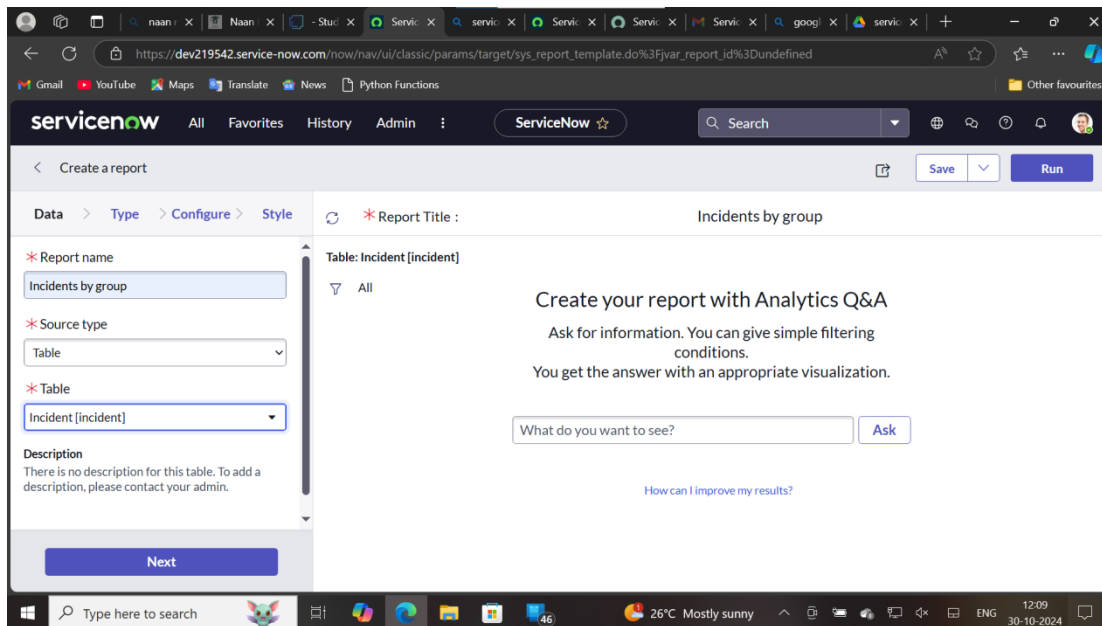 naan r
Naan
- Stud
Servic
servic
Servic
Servic
Servic
googl
servic
https://dev219542.service-now.com/now/nav/ui/classic/params/target/sys_report_template.do%3Fjvar_report_id%3Dundefined
Gmail YouTube Maps Translate News Python Functions Other favourites
servicenow All Favorites History Admin ServiceNow Search
Create a report Save Run
Data > Type > Configure > Style
* Report Title : Incidents by group
* Report name
Incidents by group
* Source type
Table
* Table
Incident [incident]
Description
There is no description for this table. To add a
description, please contact your admin.
Next
Table: Incident [incident]
All
Create your report with Analytics Q&A
Ask for information. You can give simple filtering
conditions.
You get the answer with an appropriate visualization.
What do you want to see? Ask
How can I improve my results?
Type here to search 46 26°C Mostly sunny ENG 12:09
30-10-2024